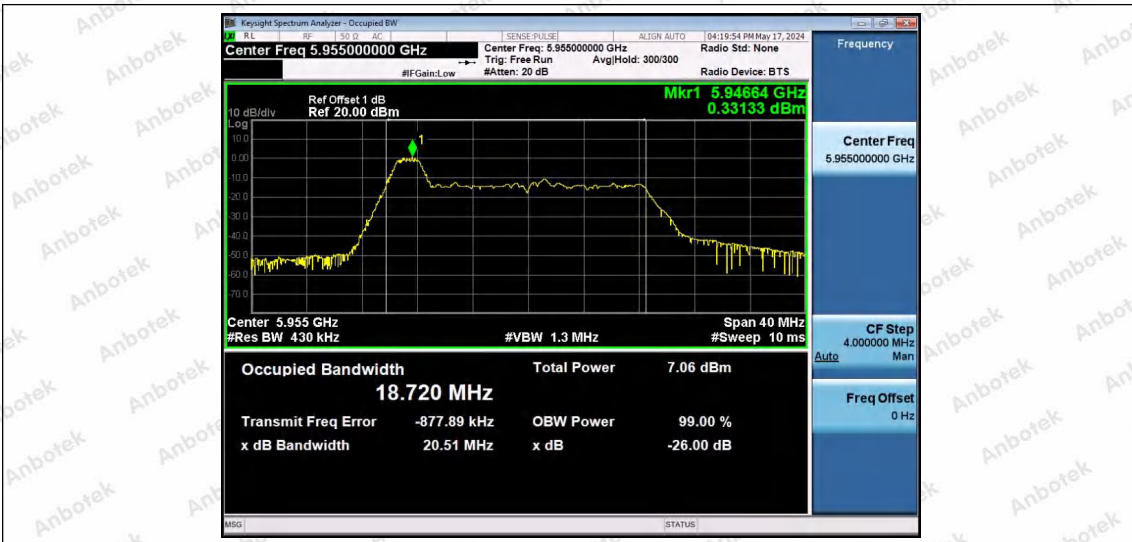 Keysight Spectrum Analyzer - Occupied BW
LXI RL RF 50 Ω AC SENSE:PULSE ALIGN AUTO 04:19:54 PM May 17, 2024
Center Freq 5.955000000 GHz
Center Freq: 5.955000000 GHz Radio Std: None
Trig: Free Run Avg|Hold: 300/300
#IFGain:Low #Atten: 20 dB Radio Device: BTS
Mkr1 5.94664 GHz
0.33133 dBm
Ref Offset 1 dB
10 dB/div Ref 20.00 dBm
Log
10.0
0.00
-10.0
-20.0
-30.0
-40.0
-50.0
-60.0
-70.0
1
Center 5.955 GHz Span 40 MHz
#Res BW 430 kHz #VBW 1.3 MHz #Sweep 10 ms
Occupied Bandwidth Total Power 7.06 dBm
18.720 MHz
Transmit Freq Error -877.89 kHz OBW Power 99.00 %
x dB Bandwidth 20.51 MHz x dB -26.00 dB
MSG STATUS
Frequency
Center Freq
5.955000000 GHz
CF Step
4.000000 MHz
Auto Man
Freq Offset
0 Hz
Anbotek